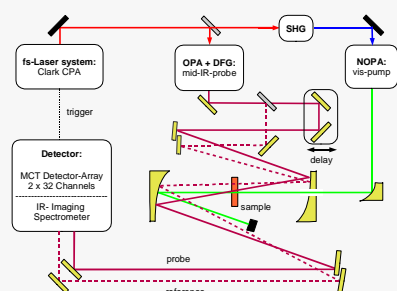 SHG
fs-Laser system:
Clark CPA
OPA + DFG:
mid-IR-probe
NOPA:
vis-pump
trigger
Detector:
MCT Detector-Array
2 x 32 Channels
IR- Imaging
Spectrometer
delay
sample
probe
reference